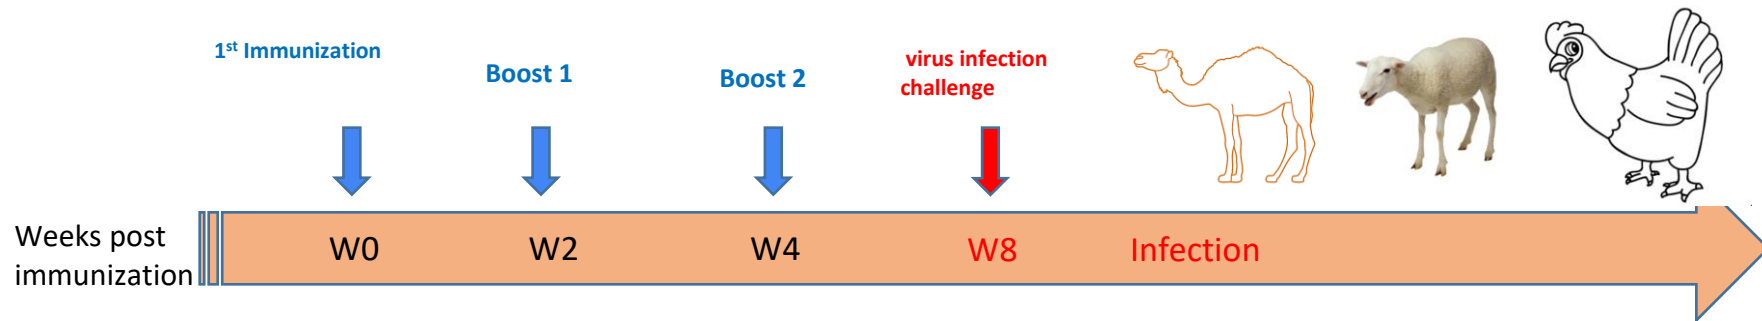 1st Immunization
Boost 1
Boost 2
virus infection
challenge
Weeks post
immunization
W0
W2
W4
W8
Infection